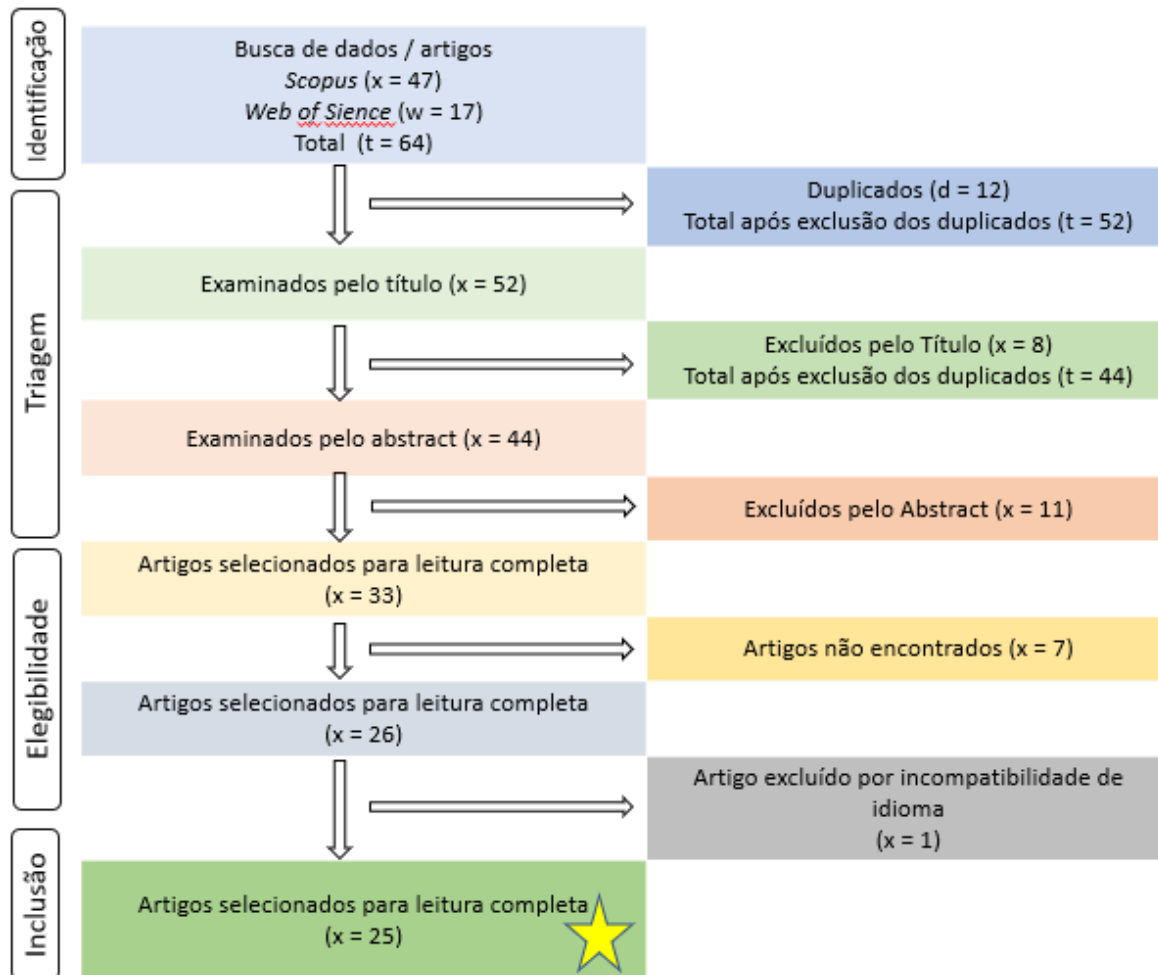 Identificação
Busca de dados / artigos
Scopus (x = 47)
Web of Sience (w = 17)
Total (t = 64)
Triagem
Duplicados (d = 12)
Total após exclusão dos duplicados (t = 52)
Examinados pelo título (x = 52)
Excluídos pelo Título (x = 8)
Total após exclusão dos duplicados (t = 44)
Examinados pelo abstract (x = 44)
Excluídos pelo Abstract (x = 11)
Elegibilidade
Artigos selecionados para leitura completa
(x = 33)
Artigos não encontrados (x = 7)
Artigos selecionados para leitura completa
(x = 26)
Artigo excluído por incompatibilidade de
idioma
(x = 1)
Inclusão
Artigos selecionados para leitura completa
(x = 25)